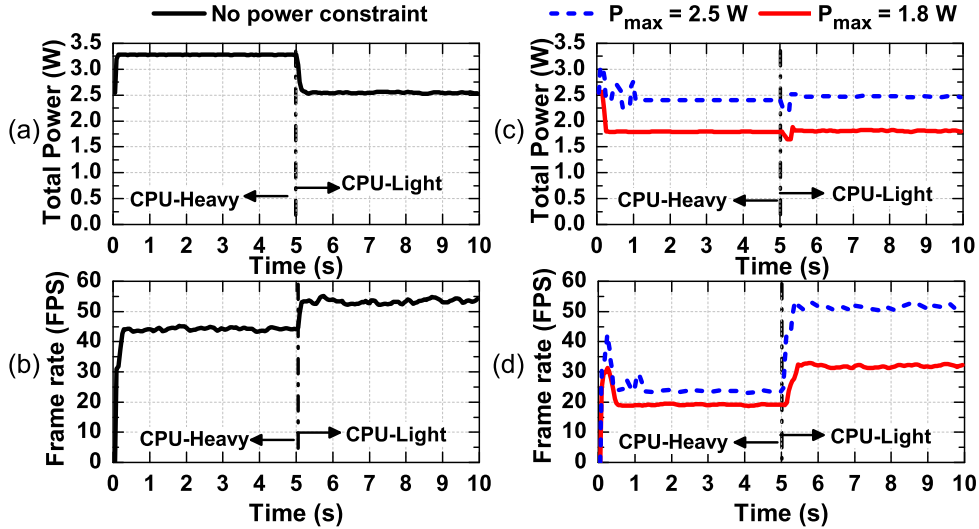 No power constraint
P_max = 2.5 W P_max = 1.8 W
(a)
Total Power (W)
3.5
3.0
2.5
2.0
1.5
1.0
0.5
0.0
CPU-Heavy
CPU-Light
0 1 2 3 4 5 6 7 8 9 10
Time (s)
(c)
Total Power (W)
3.5
3.0
2.5
2.0
1.5
1.0
0.5
0.0
CPU-Heavy
CPU-Light
0 1 2 3 4 5 6 7 8 9 10
Time (s)
(b)
Frame rate (FPS)
60
50
40
30
20
10
0
CPU-Heavy
CPU-Light
0 1 2 3 4 5 6 7 8 9 10
Time (s)
(d)
Frame rate (FPS)
60
50
40
30
20
10
0
CPU-Heavy
CPU-Light
0 1 2 3 4 5 6 7 8 9 10
Time (s)